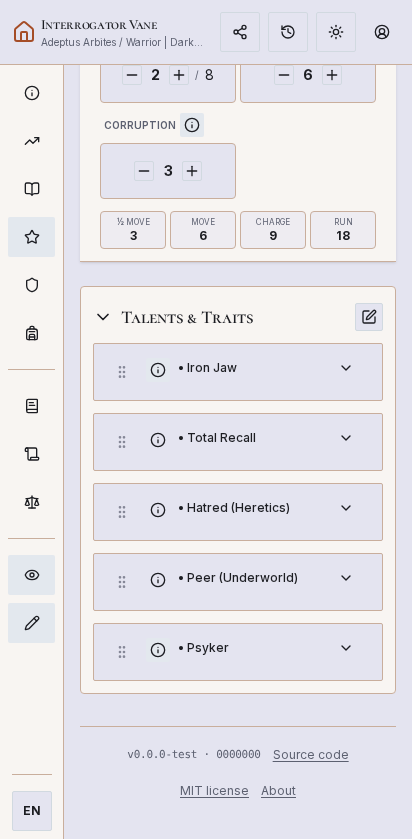 Interrogator Vane
Adeptus Arbites / Warrior | Dark...
2 / 8
6
CORRUPTION
3
½ MOVE
3
MOVE
6
CHARGE
9
RUN
18
Talents & Traits
• Iron Jaw
• Total Recall
• Hatred (Heretics)
• Peer (Underworld)
• Psyker
v0.0.0-test · 0000000 Source code
MIT license About
EN